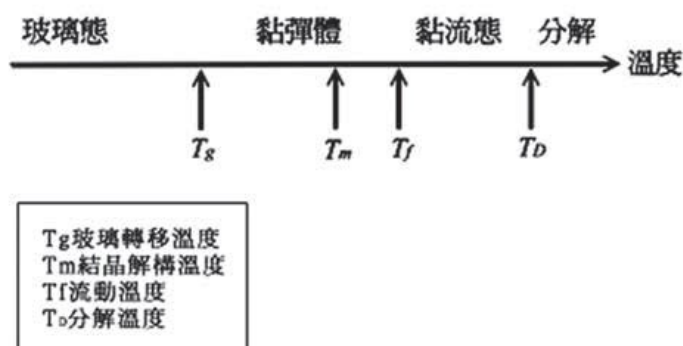 玻璃態 黏彈體 黏流態 分解
溫度
Tg Tm Tf TD
Tg玻璃轉移溫度
Tm結晶解構溫度
Tf流動溫度
TD分解溫度